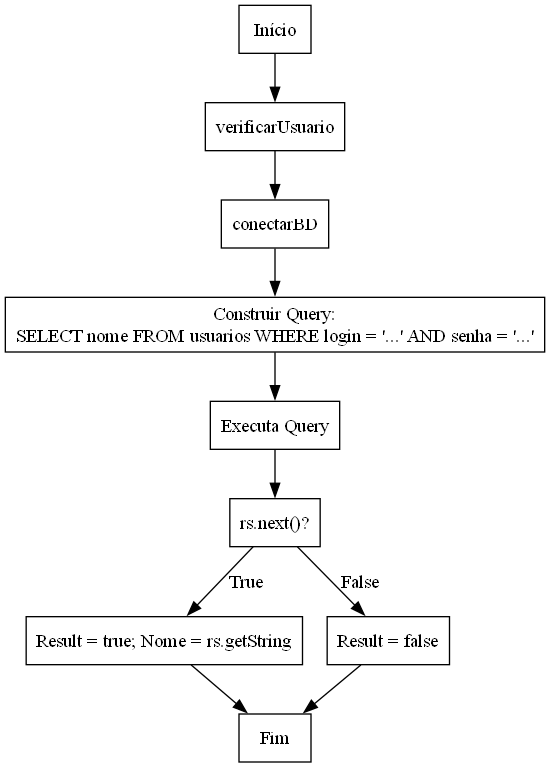 Início
verificarUsuario
conectarBD
Construir Query:
SELECT nome FROM usuarios WHERE login = '...' AND senha = '...'
Executa Query
rs.next()?
True
False
Result = true; Nome = rs.getString
Result = false
Fim